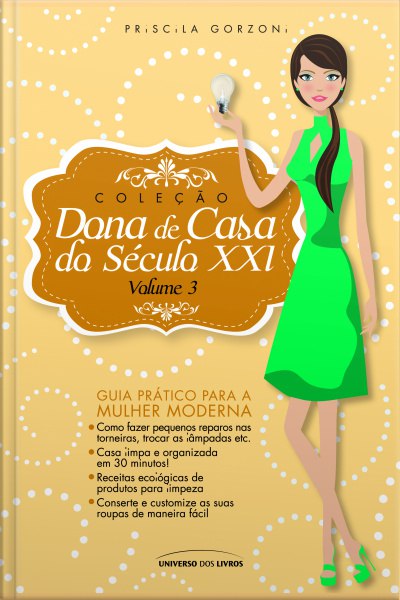 PRiSCiLA GORZONi
COLEÇÃO
Dona de Casa
do Século XXI
Volume 3
GUIA PRÁTICO PARA A
MULHER MODERNA
• Como fazer pequenos reparos nas
torneiras, trocar as lâmpadas etc.
• Casa limpa e organizada
em 30 minutos!
• Receitas ecológicas de
produtos para limpeza
• Conserte e customize as suas
roupas de maneira fácil
UNIVERSO DOS LIVROS